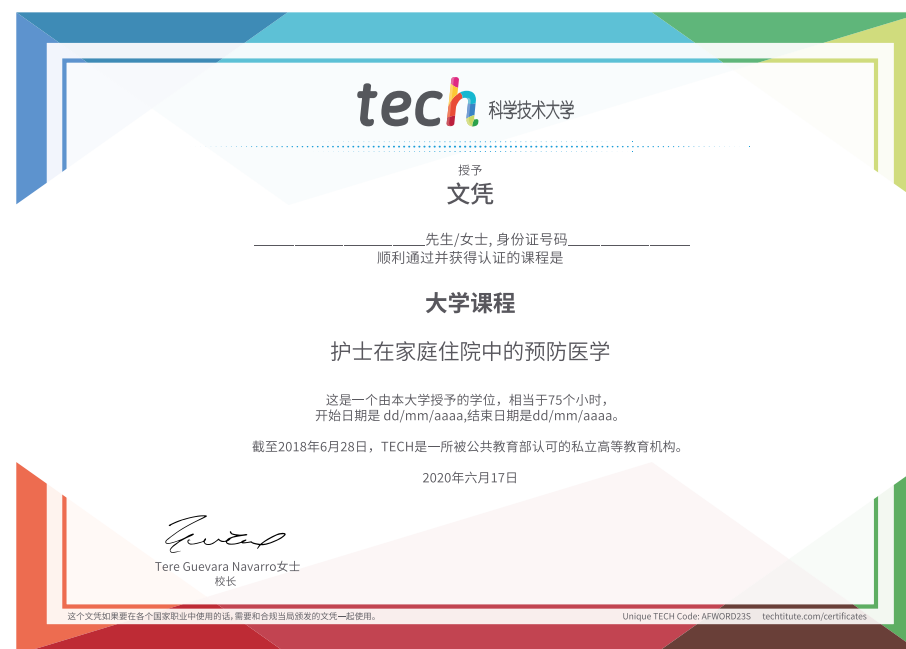 tech 科学技术大学
授予
文凭
______________________先生/女士, 身份证号码________________
顺利通过并获得认证的课程是
大学课程
护士在家庭住院中的预防医学
这是一个由本大学授予的学位，相当于75个小时，
开始日期是 dd/mm/aaaa,结束日期是dd/mm/aaaa。
截至2018年6月28日，TECH是一所被公共教育部认可的私立高等教育机构。
2020年六月17日
Tere Guevara Navarro女士
校长
这个文凭如果要在各个国家职业中使用的话,需要和合规当局颁发的文凭一起使用。
Unique TECH Code: AFWORD23S techtitute.com/certificates